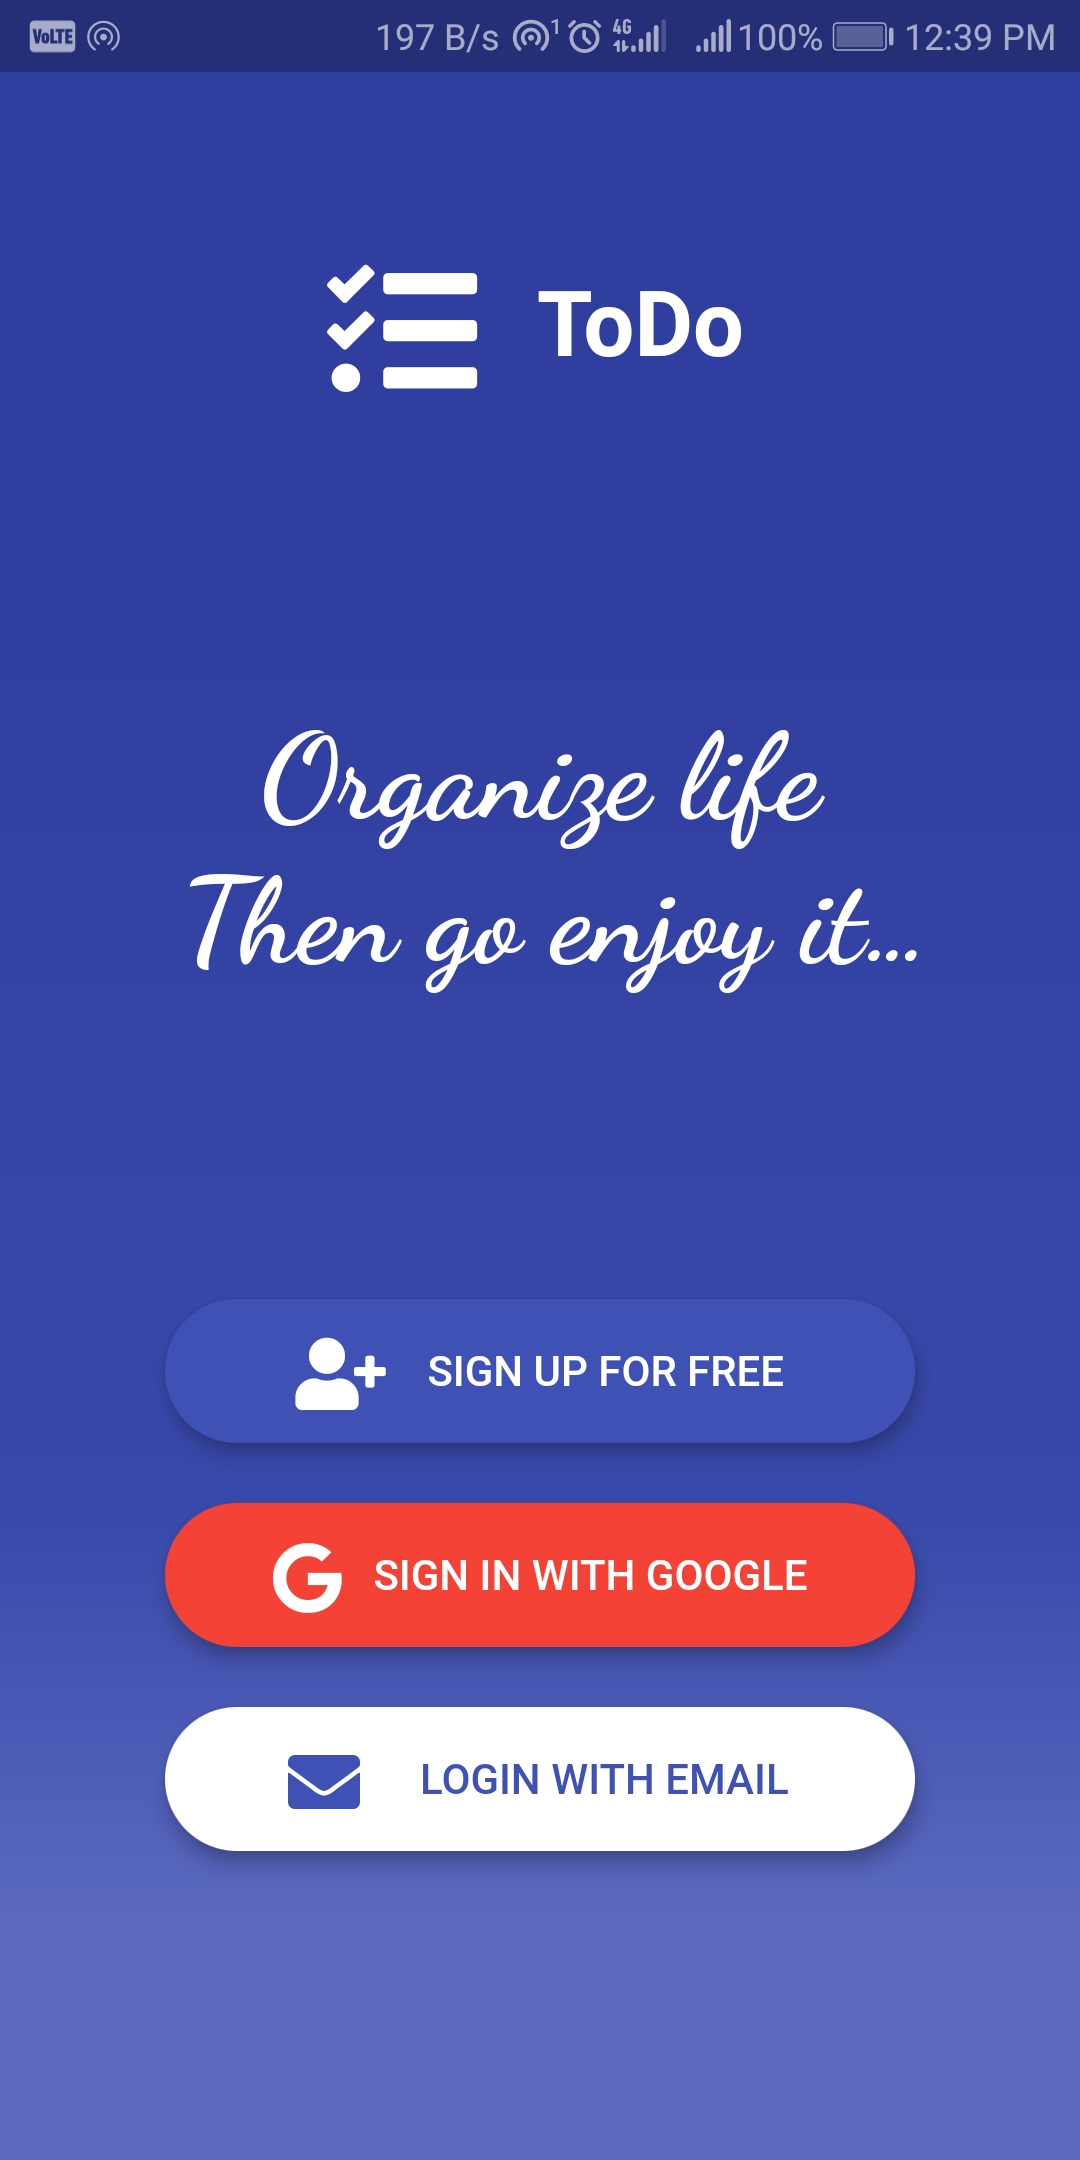 VoLTE 197 B/s 1 4G 100% 12:39 PM
ToDo
Organize life
Then go enjoy it...
SIGN UP FOR FREE
G SIGN IN WITH GOOGLE
LOGIN WITH EMAIL